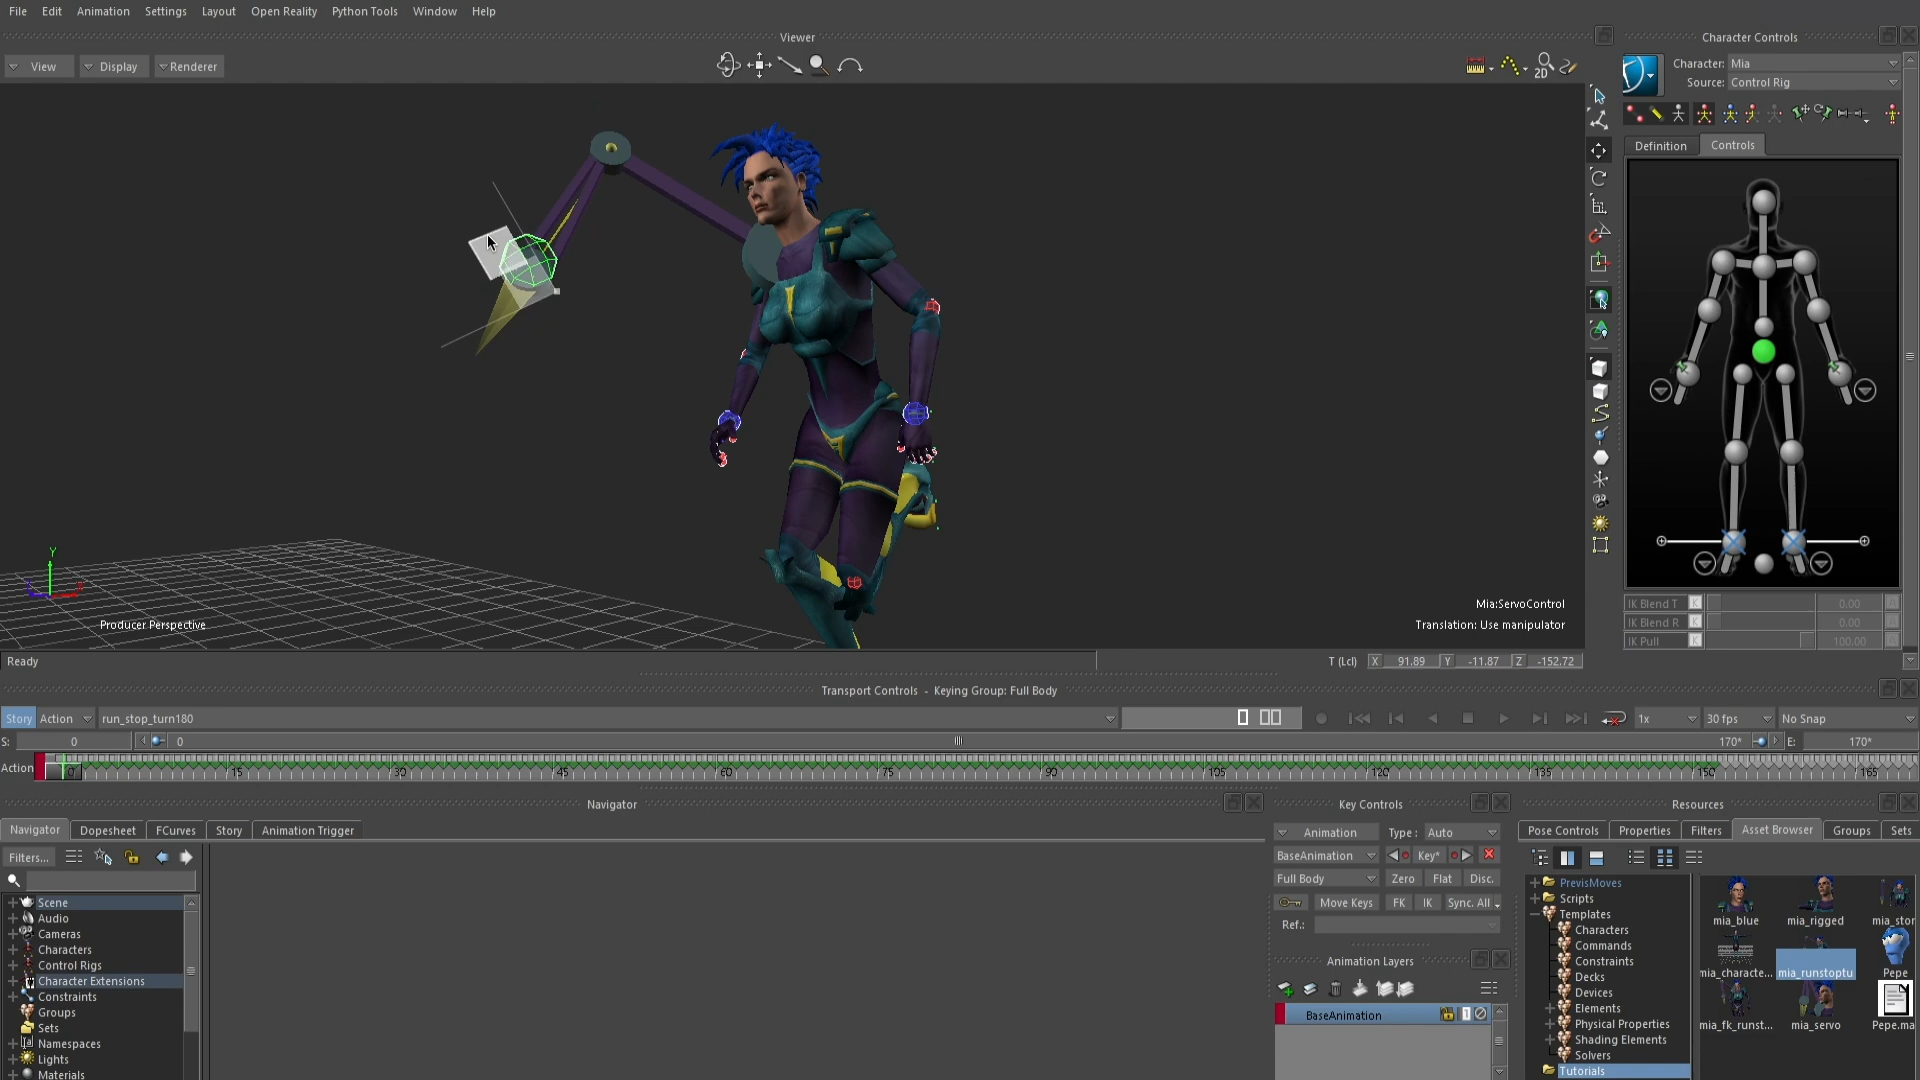 File Edit Animation Settings Layout Open Reality Python Tools Window Help
Viewer
View Display Renderer
Character Controls
Character: Mia
Source: Control Rig
Definition Controls
2D
Y
Producer Perspective
Mia:ServoControl
Translation: Use manipulator
IK Blend T K 0.00 A
IK Blend R K 0.00 A
IK Pull K 100.00 A
Ready
T (Lcl) X 91.89 Y -11.87 Z -152.72
Transport Controls - Keying Group: Full Body
Story Action run_stop_turn180
1x 30 fps No Snap
S: 0 0 170* E: 170*
Action 0 15 30 45 60 75 90 105 120 135 150 165
Navigator
Navigator Dopesheet FCurves Story Animation Trigger
Filters...
Scene
Audio
Cameras
Characters
Control Rigs
Character Extensions
Constraints
Groups
Sets
Namespaces
Lights
Materials
Key Controls
Animation Type : Auto
BaseAnimation Key*
Full Body Zero Flat Disc.
Move Keys FK IK Sync. All
Ref.:
Animation Layers
BaseAnimation 1
Resources
Pose Controls Properties Filters Asset Browser Groups Sets
PrevisMoves
Scripts
Templates
Characters
Commands
Constraints
Decks
Devices
Elements
Physical Properties
Shading Elements
Solvers
Tutorials
mia_blue mia_rigged mia_stor
mia_characte... mia_runstoptu Pepe
mia_fk_runst... mia_servo Pepe.ma